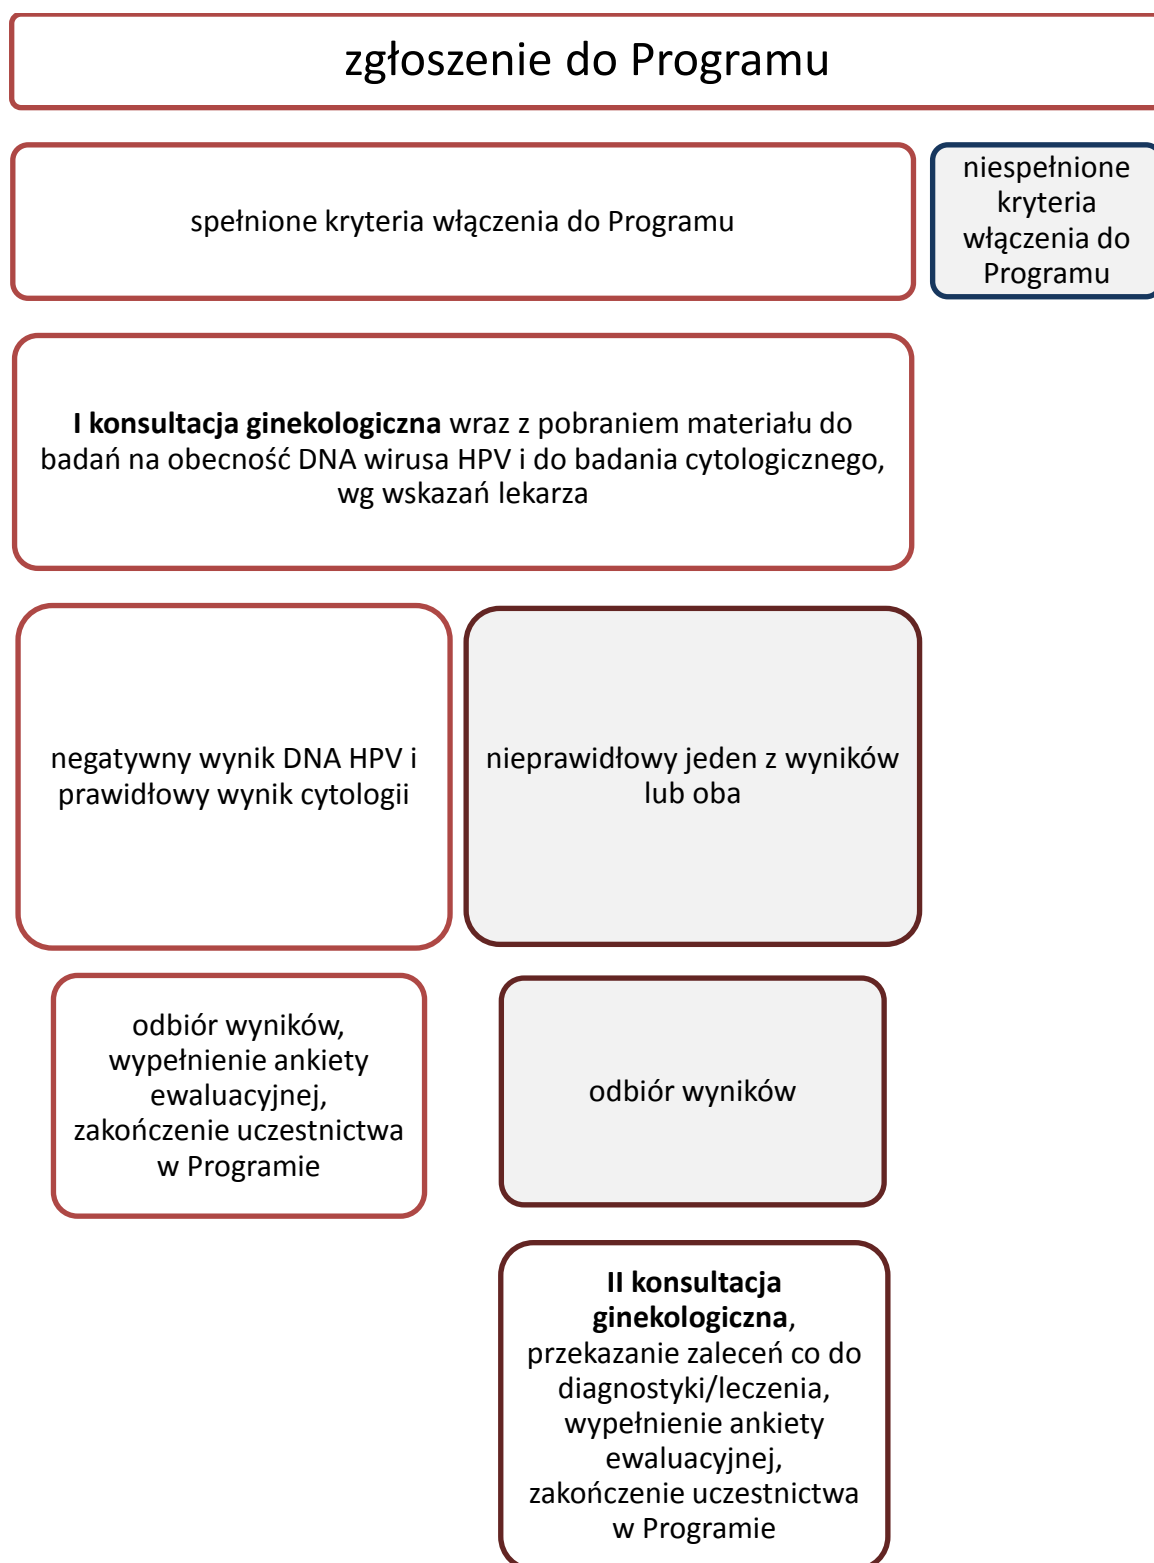 zgłoszenie do Programu
spełnione kryteria włączenia do Programu
niespełnione
kryteria
włączenia do
Programu
I konsultacja ginekologiczna wraz z pobraniem materiału do
badań na obecność DNA wirusa HPV i do badania cytologicznego,
wg wskazań lekarza
negatywny wynik DNA HPV i
prawidłowy wynik cytologii
nieprawidłowy jeden z wyników
lub oba
odbiór wyników,
wypełnienie ankiety
ewaluacyjnej,
zakończenie uczestnictwa
w Programie
odbiór wyników
II konsultacja
ginekologiczna,
przekazanie zaleceń co do
diagnostyki/leczenia,
wypełnienie ankiety
ewaluacyjnej,
zakończenie uczestnictwa
w Programie